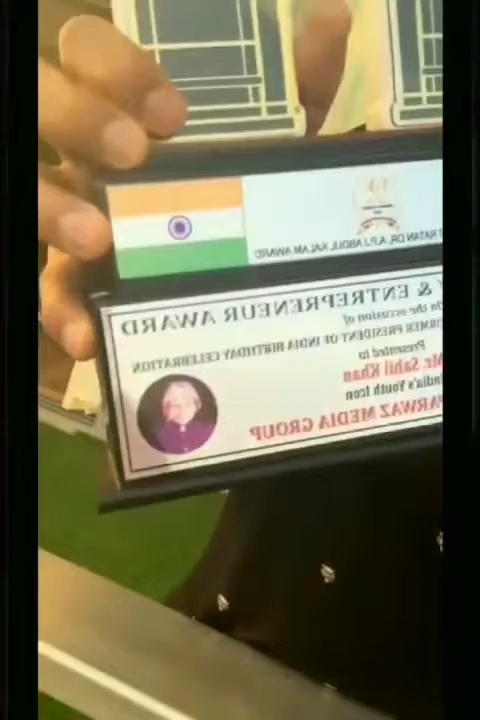 RATAN DR. A.P.J ABDUL KALAM AWARD
& ENTREPRENEUR AWARD
On the occasion of
PRESIDENT OF INDIA BIRTHDAY CELEBRATION
Presented to
Mr. Sahil Khan
India's Youth Icon
PARWAZ MEDIA GROUP